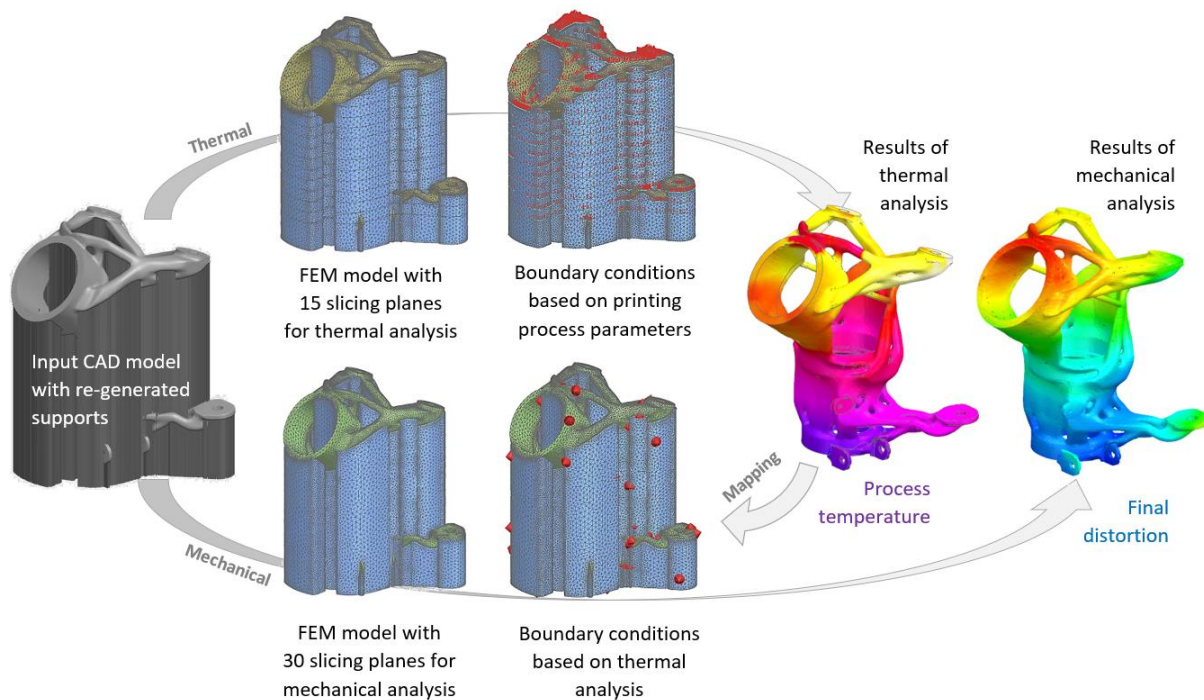 Thermal
FEM model with
15 slicing planes
for thermal analysis
Boundary conditions
based on printing
process parameters
Results of
thermal
analysis
Results of
mechanical
analysis
Input CAD model
with re-generated
supports
Mapping
Process
temperature
Final
distortion
Mechanical
FEM model with
30 slicing planes for
mechanical analysis
Boundary conditions
based on thermal
analysis